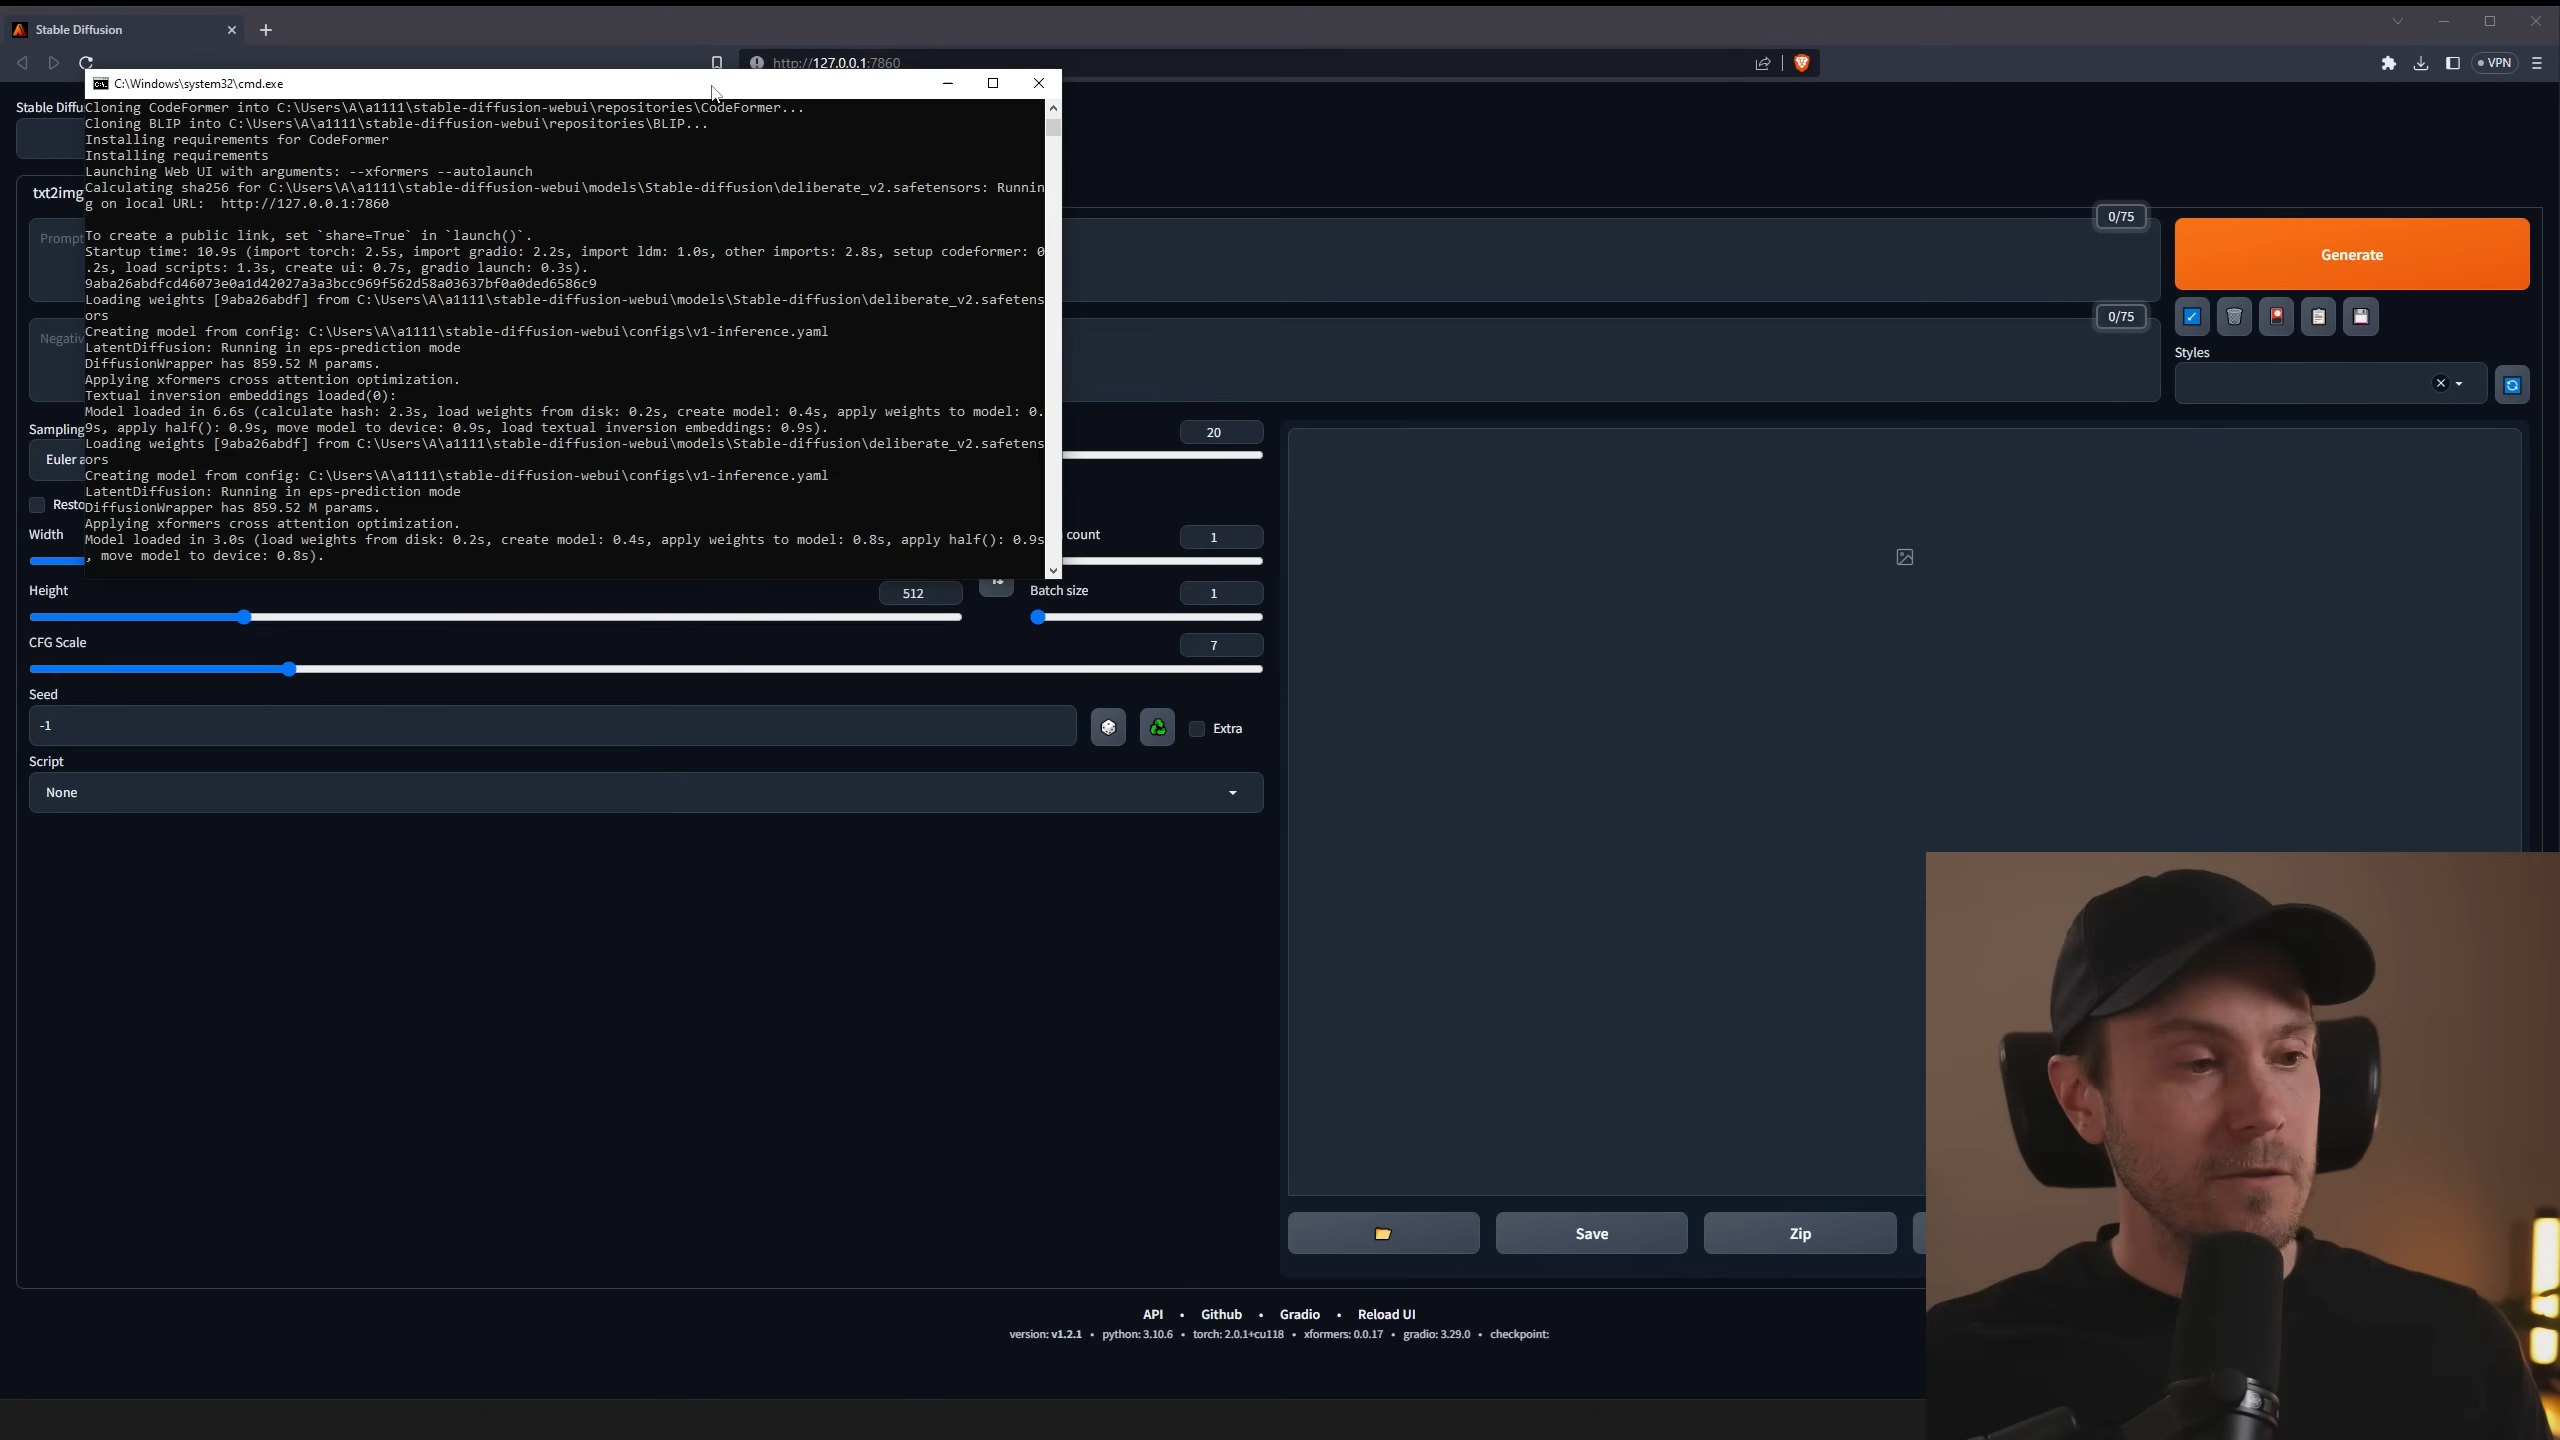 Stable Diffusion
http://127.0.0.1:7860
VPN
C:\Windows\system32\cmd.exe
Cloning CodeFormer into C:\Users\A\a1111\stable-diffusion-webui\repositories\CodeFormer...
Cloning BLIP into C:\Users\A\a1111\stable-diffusion-webui\repositories\BLIP...
Installing requirements for CodeFormer
Installing requirements
Launching Web UI with arguments: --xformers --autolaunch
Calculating sha256 for C:\Users\A\a1111\stable-diffusion-webui\models\Stable-diffusion\deliberate_v2.safetensors: Runnin
g on local URL:  http://127.0.0.1:7860
To create a public link, set `share=True` in `launch()`.
Startup time: 10.9s (import torch: 2.5s, import gradio: 2.2s, import ldm: 1.0s, other imports: 2.8s, setup codeformer: 0
.2s, load scripts: 1.3s, create ui: 0.7s, gradio launch: 0.3s).
9aba26abdfcd46073e0a1d42027a3a3bcc969f562d58a03637bf0a0ded6586c9
Loading weights [9aba26abdf] from C:\Users\A\a1111\stable-diffusion-webui\models\Stable-diffusion\deliberate_v2.safetens
ors
Creating model from config: C:\Users\A\a1111\stable-diffusion-webui\configs\v1-inference.yaml
LatentDiffusion: Running in eps-prediction mode
DiffusionWrapper has 859.52 M params.
Applying xformers cross attention optimization.
Textual inversion embeddings loaded(0):
Model loaded in 6.6s (calculate hash: 2.3s, load weights from disk: 0.2s, create model: 0.4s, apply weights to model: 0.
9s, apply half(): 0.9s, move model to device: 0.9s, load textual inversion embeddings: 0.9s).
Loading weights [9aba26abdf] from C:\Users\A\a1111\stable-diffusion-webui\models\Stable-diffusion\deliberate_v2.safetens
ors
Creating model from config: C:\Users\A\a1111\stable-diffusion-webui\configs\v1-inference.yaml
LatentDiffusion: Running in eps-prediction mode
DiffusionWrapper has 859.52 M params.
Applying xformers cross attention optimization.
Model loaded in 3.0s (load weights from disk: 0.2s, create model: 0.4s, apply weights to model: 0.8s, apply half(): 0.9s
, move model to device: 0.8s).
Stable Diffu
txt2img
Prompt
0/75
Generate
Negativ
0/75
Styles
Sampling
20
Euler a
Resto
Width
count
1
Height
512
Batch size
1
CFG Scale
7
Seed
-1
Extra
Script
None
Save
Zip
API • Github • Gradio • Reload UI
version: v1.2.1 • python: 3.10.6 • torch: 2.0.1+cu118 • xformers: 0.0.17 • gradio: 3.29.0 • checkpoint: